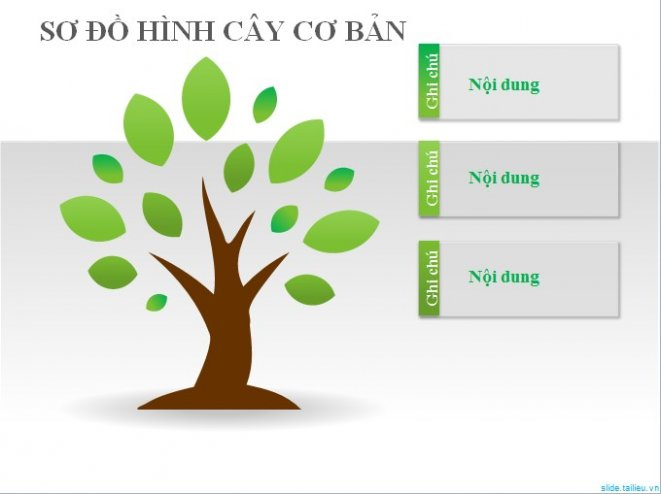 SƠ ĐỒ HÌNH CÂY CƠ BẢN
Ghi chú
Nội dung
Ghi chú
Nội dung
Ghi chú
Nội dung
slide.tailieu.vn